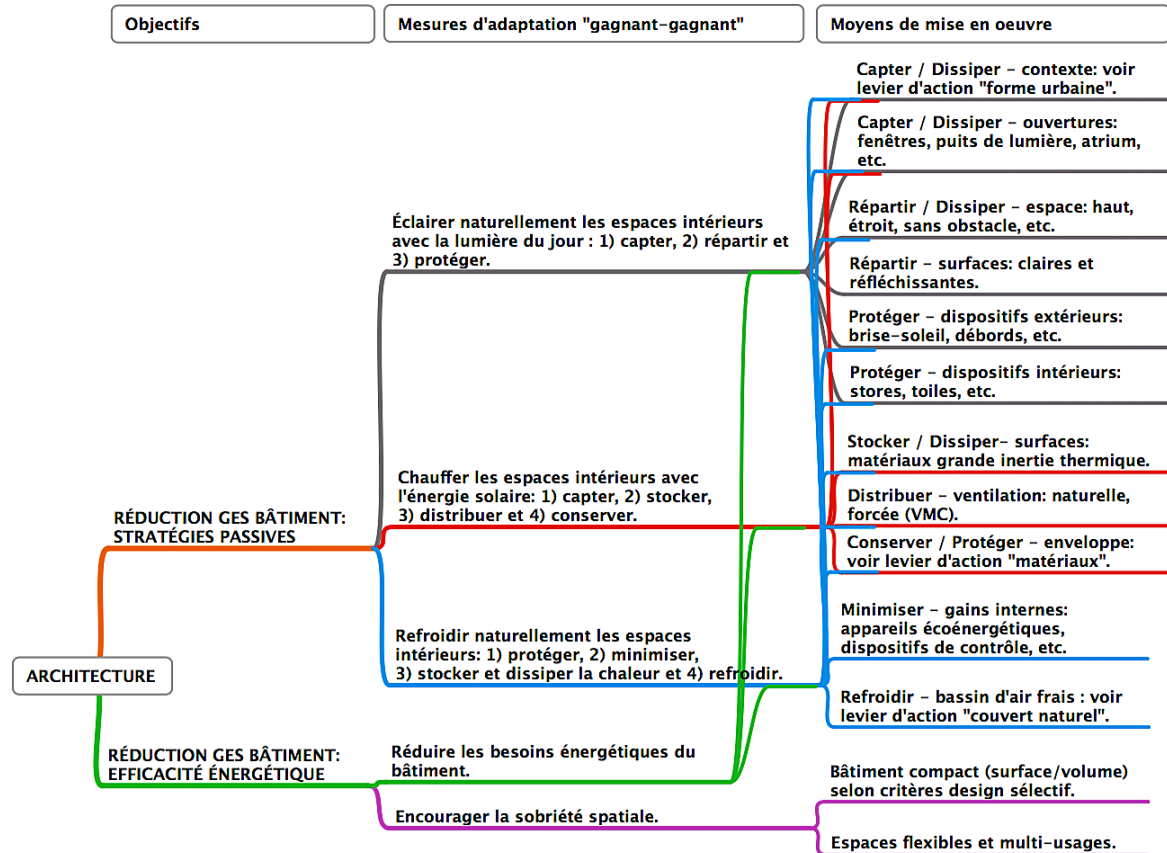 Objectifs
Mesures d'adaptation "gagnant-gagnant"
Moyens de mise en oeuvre
ARCHITECTURE
RÉDUCTION GES BÂTIMENT:
STRATÉGIES PASSIVES
RÉDUCTION GES BÂTIMENT:
EFFICACITÉ ÉNERGÉTIQUE
Éclairer naturellement les espaces intérieurs
avec la lumière du jour : 1) capter, 2) répartir et
3) protéger.
Chauffer les espaces intérieurs avec
l'énergie solaire: 1) capter, 2) stocker,
3) distribuer et 4) conserver.
Refroidir naturellement les espaces
intérieurs: 1) protéger, 2) minimiser,
3) stocker et dissiper la chaleur et 4) refroidir.
Réduire les besoins énergétiques du
bâtiment.
Encourager la sobriété spatiale.
Capter / Dissiper - contexte: voir
levier d'action "forme urbaine".
Capter / Dissiper - ouvertures:
fenêtres, puits de lumière, atrium,
etc.
Répartir / Dissiper - espace: haut,
étroit, sans obstacle, etc.
Répartir - surfaces: claires et
réfléchissantes.
Protéger - dispositifs extérieurs:
brise-soleil, débords, etc.
Protéger - dispositifs intérieurs:
stores, toiles, etc.
Stocker / Dissiper- surfaces:
matériaux grande inertie thermique.
Distribuer - ventilation: naturelle,
forcée (VMC).
Conserver / Protéger - enveloppe:
voir levier d'action "matériaux".
Minimiser - gains internes:
appareils écoénergétiques,
dispositifs de contrôle, etc.
Refroidir - bassin d'air frais : voir
levier d'action "couvert naturel".
Bâtiment compact (surface/volume)
selon critères design sélectif.
Espaces flexibles et multi-usages.